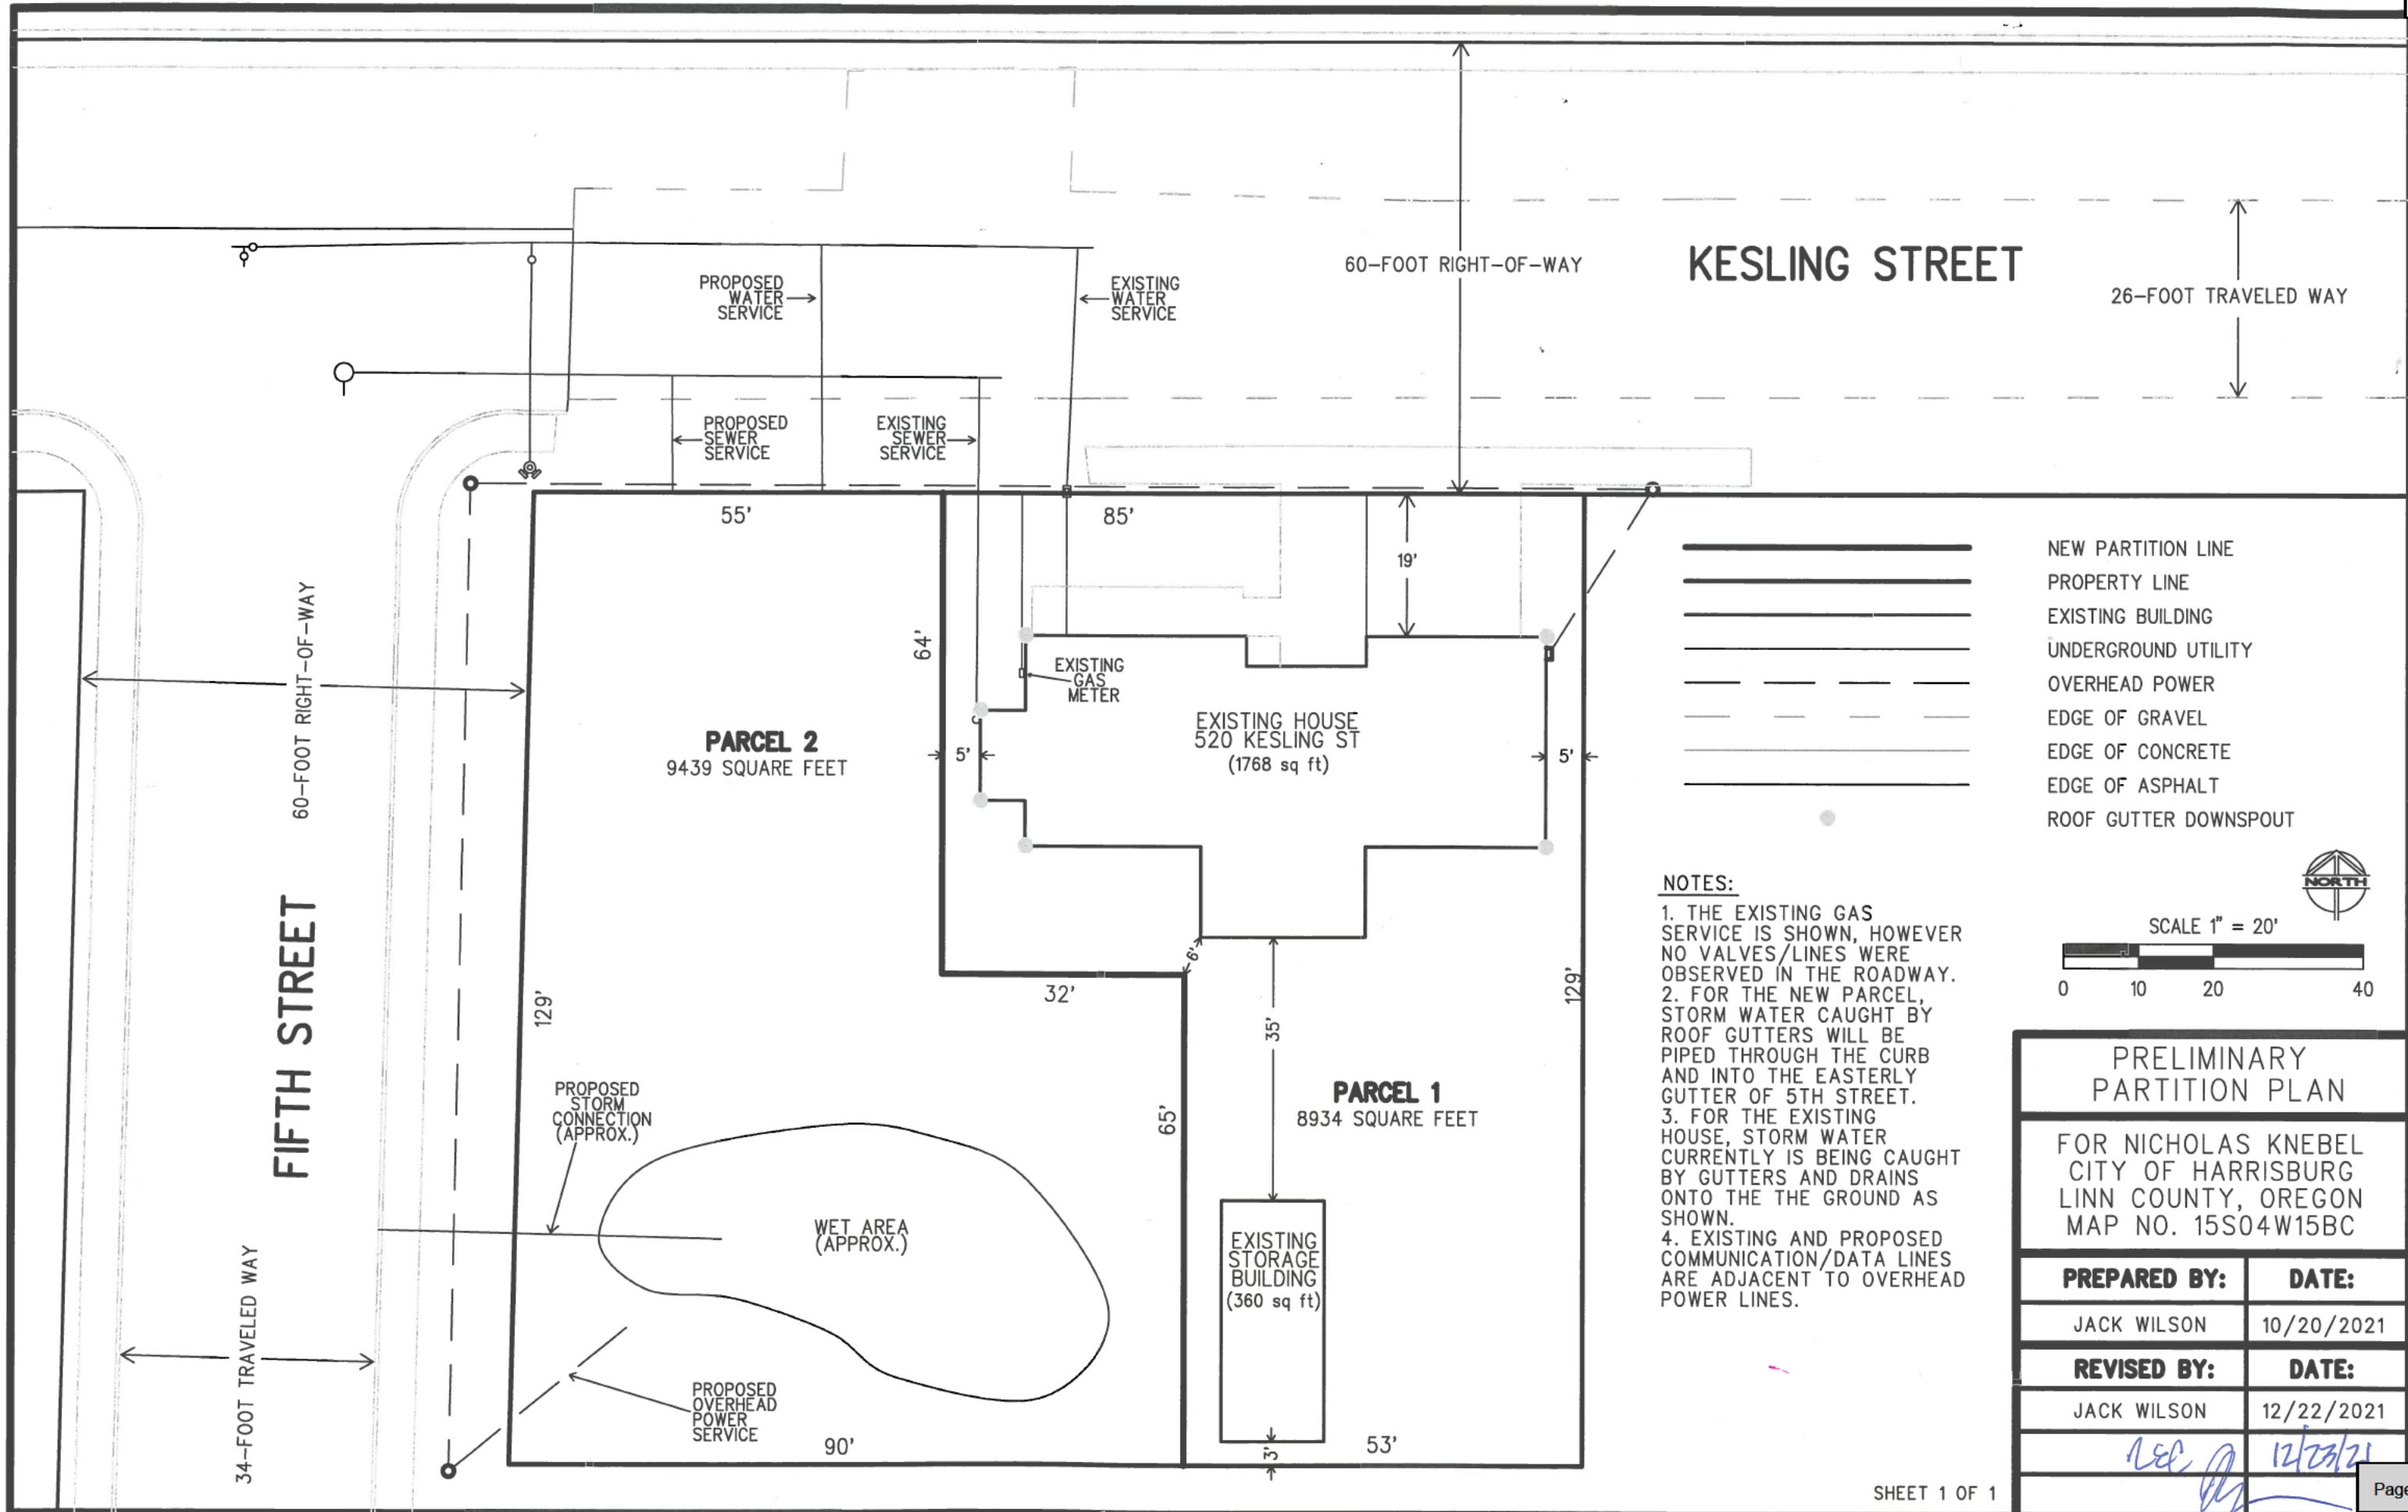 60-FOOT RIGHT-OF-WAY
KESLING STREET
26-FOOT TRAVELED WAY
PROPOSED
WATER
SERVICE
EXISTING
WATER
SERVICE
PROPOSED
SEWER
SERVICE
EXISTING
SEWER
SERVICE
55'
85'
19'
60-FOOT RIGHT-OF-WAY
64'
EXISTING
GAS
METER
PARCEL 2
9439 SQUARE FEET
5'
EXISTING HOUSE
520 KESLING ST
(1768 sq ft)
5'
NEW PARTITION LINE
PROPERTY LINE
EXISTING BUILDING
UNDERGROUND UTILITY
OVERHEAD POWER
EDGE OF GRAVEL
EDGE OF CONCRETE
EDGE OF ASPHALT
ROOF GUTTER DOWNSPOUT
NORTH
SCALE 1" = 20'
0 10 20 40
FIFTH STREET
129'
32'
6'
35'
129'
PROPOSED
STORM
CONNECTION
(APPROX.)
65'
PARCEL 1
8934 SQUARE FEET
WET AREA
(APPROX.)
EXISTING
STORAGE
BUILDING
(360 sq ft)
34-FOOT TRAVELED WAY
PROPOSED
OVERHEAD
POWER
SERVICE
90'
3'
53'
NOTES:
1. THE EXISTING GAS
SERVICE IS SHOWN, HOWEVER
NO VALVES/LINES WERE
OBSERVED IN THE ROADWAY.
2. FOR THE NEW PARCEL,
STORM WATER CAUGHT BY
ROOF GUTTERS WILL BE
PIPED THROUGH THE CURB
AND INTO THE EASTERLY
GUTTER OF 5TH STREET.
3. FOR THE EXISTING
HOUSE, STORM WATER
CURRENTLY IS BEING CAUGHT
BY GUTTERS AND DRAINS
ONTO THE THE GROUND AS
SHOWN.
4. EXISTING AND PROPOSED
COMMUNICATION/DATA LINES
ARE ADJACENT TO OVERHEAD
POWER LINES.
PRELIMINARY
PARTITION PLAN
FOR NICHOLAS KNEBEL
CITY OF HARRISBURG
LINN COUNTY, OREGON
MAP NO. 15S04W15BC
PREPARED BY: DATE:
JACK WILSON 10/20/2021
REVISED BY: DATE:
JACK WILSON 12/22/2021
12/23/21
SHEET 1 OF 1
Page